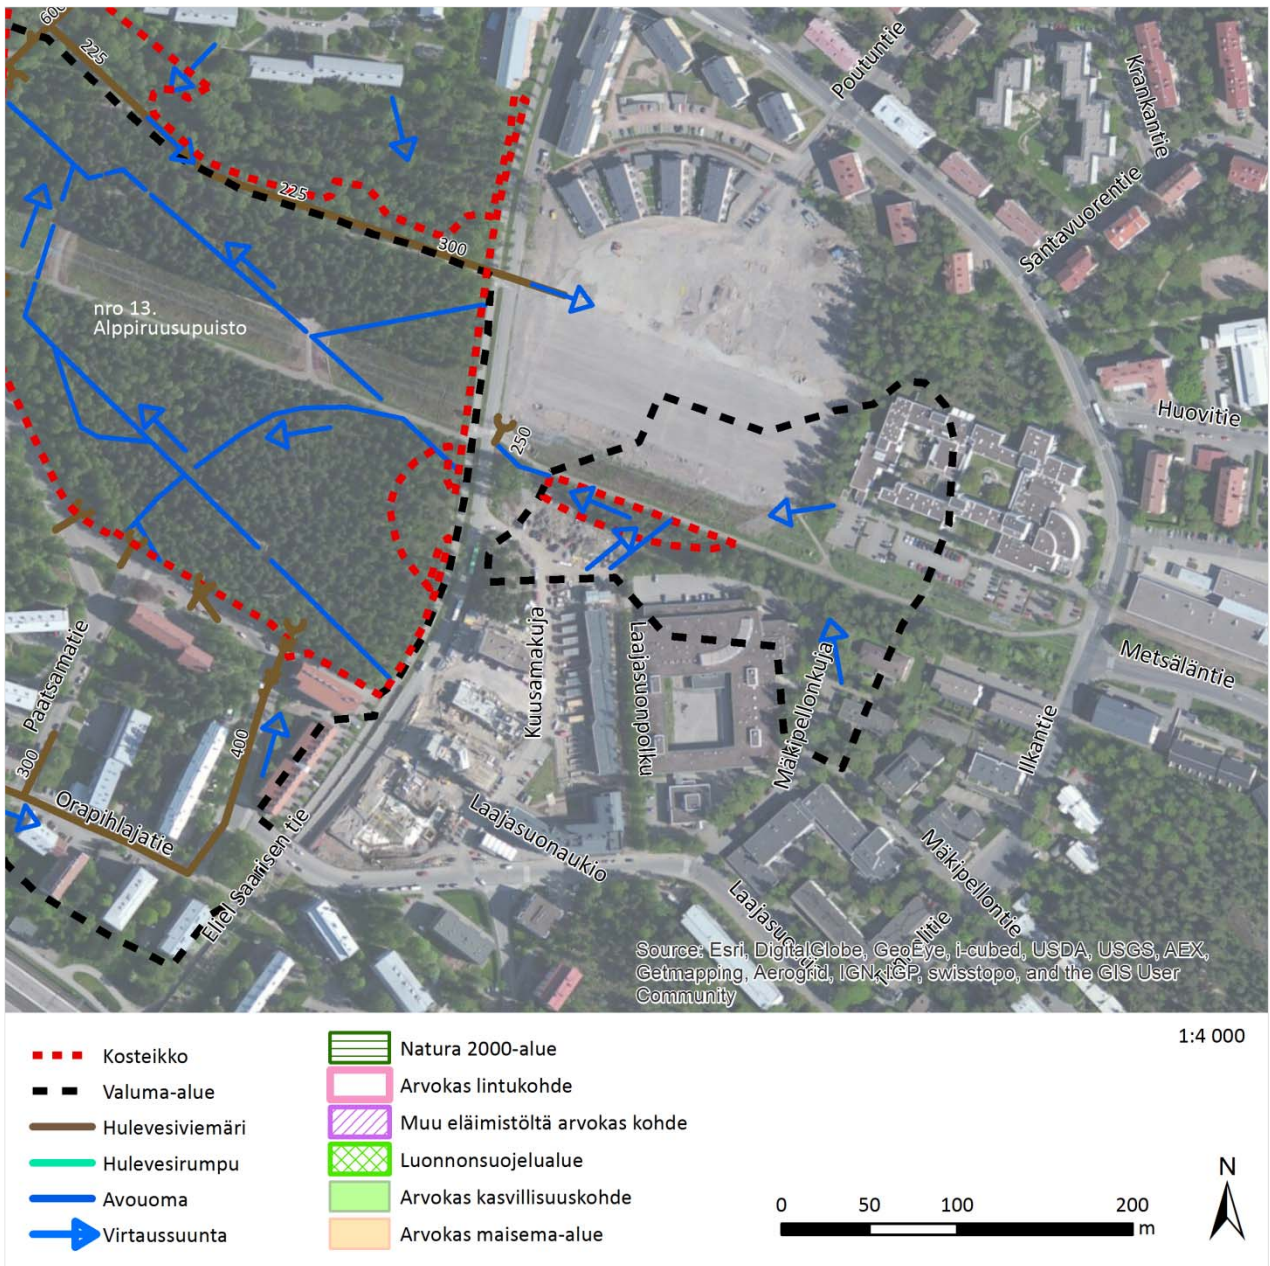 600
225
Poutuntie
Krankantie
225
300
Santavuorentie
nro 13.
Alppiruusupuisto
Huovitie
250
Paatsamatie
Kuusamakuja
Laajasuonpolku
Mäkipellonkuja
Metsäläntie
Ilkantie
300
400
Orapihlajatie
Eliel Saarisen tie
Laajasuonaukio
Mäkipellontie
Source: Esri, DigitalGlobe, GeoEye, i-cubed, USDA, USGS, AEX,
Getmapping, Aerogrid, IGN, IGP, swisstopo, and the GIS User
Community
1:4 000
Kosteikko
Valuma-alue
Hulevesiviemäri
Hulevesirumpu
Avouoma
Virtaussuunta
Natura 2000-alue
Arvokas lintukohde
Muu eläimistöltä arvokas kohde
Luonnonsuojelualue
Arvokas kasvillisuuskohde
Arvokas maisema-alue
0 50 100 200
m
N